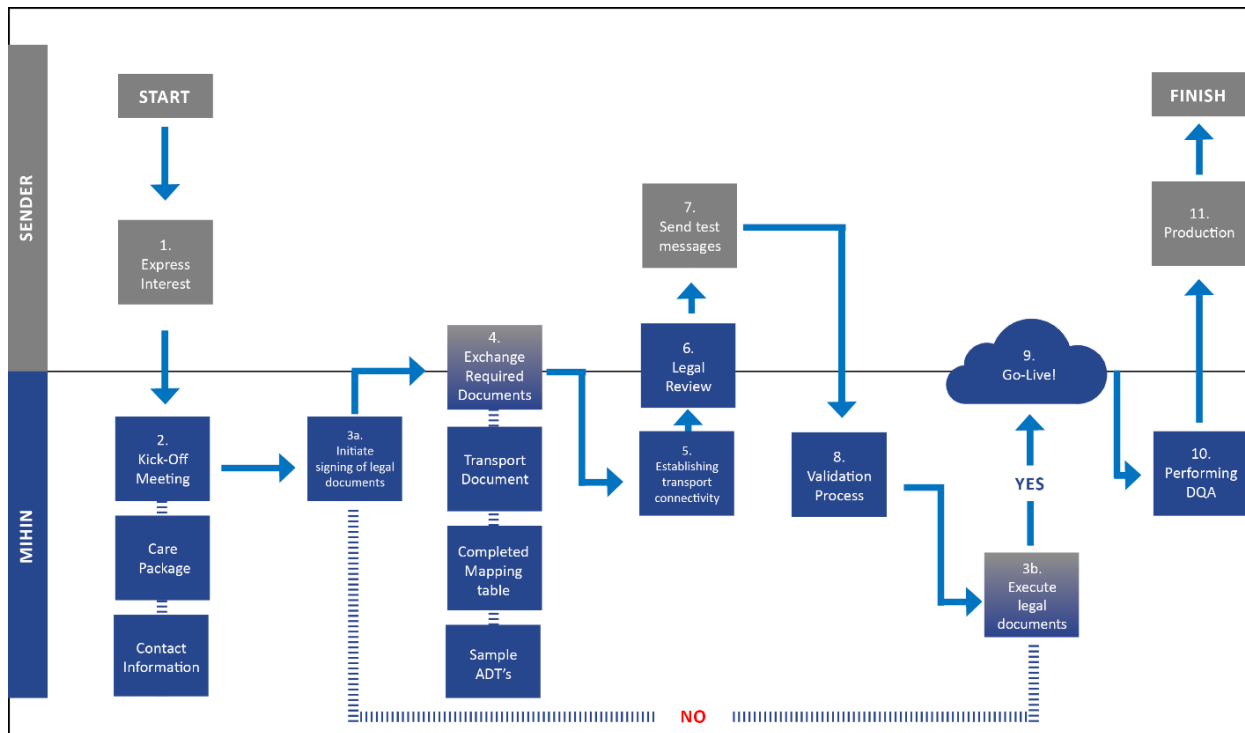 SENDER
MIHIN
START
1.
Express
Interest
2.
Kick-Off
Meeting
Care
Package
Contact
Information
3a.
Initiate
signing of legal
documents
4.
Exchange
Required
Documents
Transport
Document
Completed
Mapping
table
Sample
ADT's
5.
Establishing
transport
connectivity
6.
Legal
Review
7.
Send test
messages
8.
Validation
Process
3b.
Execute
legal
documents
YES
NO
9.
Go-Live!
10.
Performing
DQA
11.
Production
FINISH